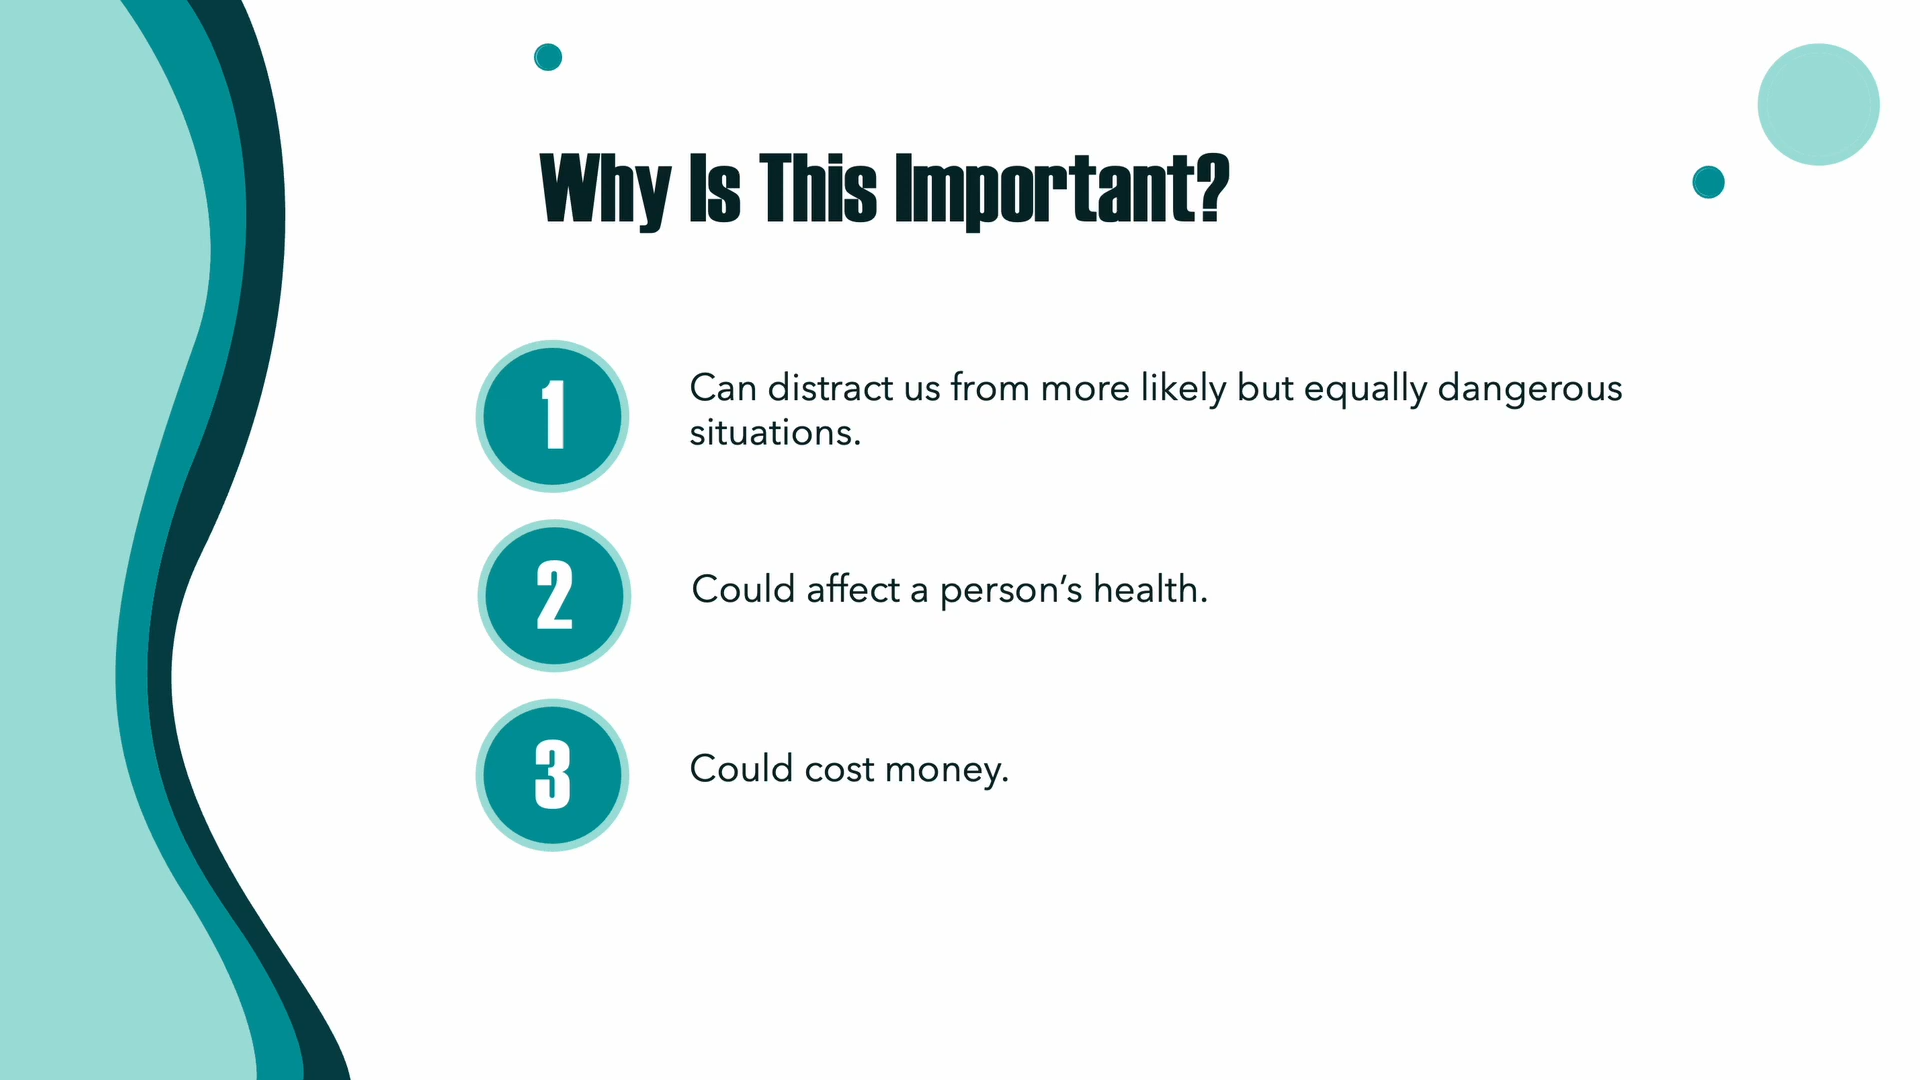 Why Is This Important?
1
Can distract us from more likely but equally dangerous
situations.
2
Could affect a person’s health.
3
Could cost money.